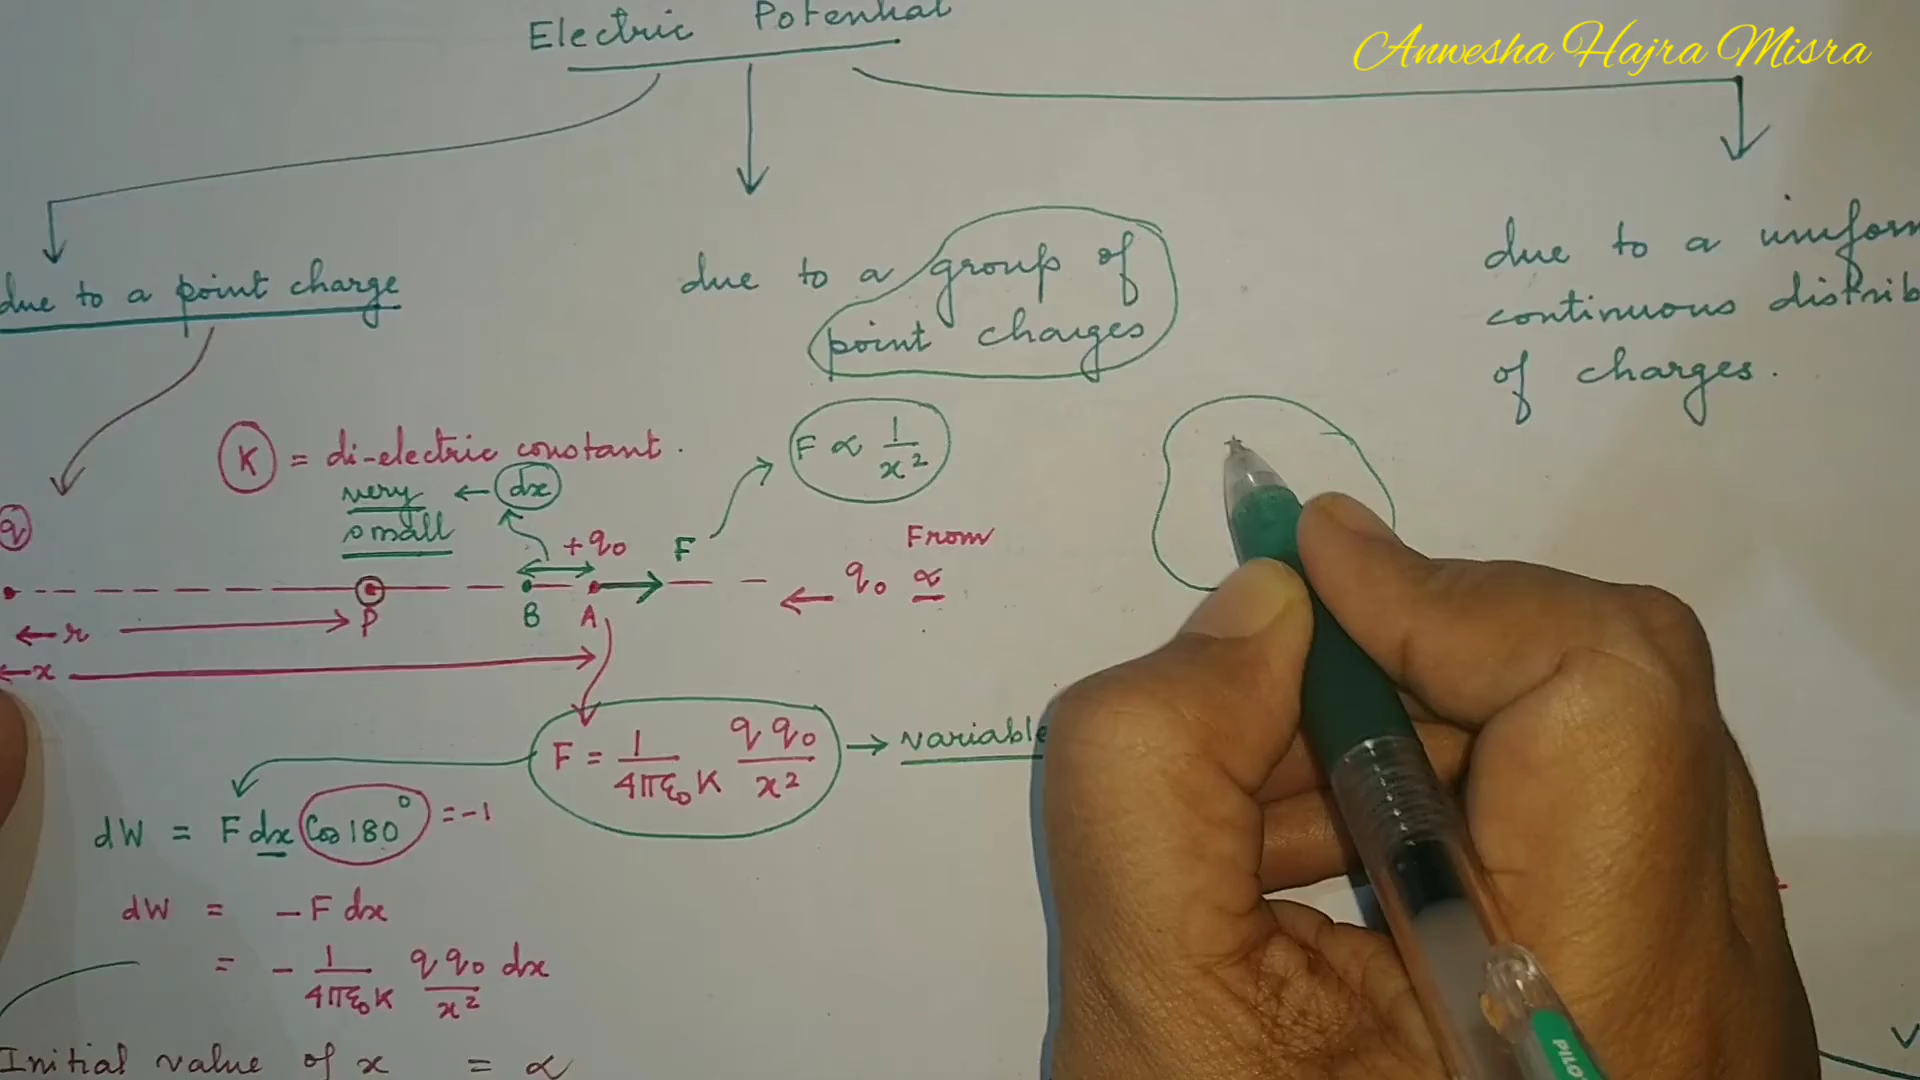 Anwesha Hajra Misra
Electric Potential
due to a point charge
due to a group of
point charges
due to a uniform
continuous distrib
of charges.
K = di-electric constant.
very ← dx
small
F ∝ 1/x²
q
+q₀
F
From
q₀ ∝
P
B
A
← r
← x
F = 1/4πε₀K qq₀/x² → variable
dW = F dx Cos 180° = -1
dW = - F dx
= - 1/4πε₀K qq₀/x² dx
Initial value of x = ∝
V
PILO